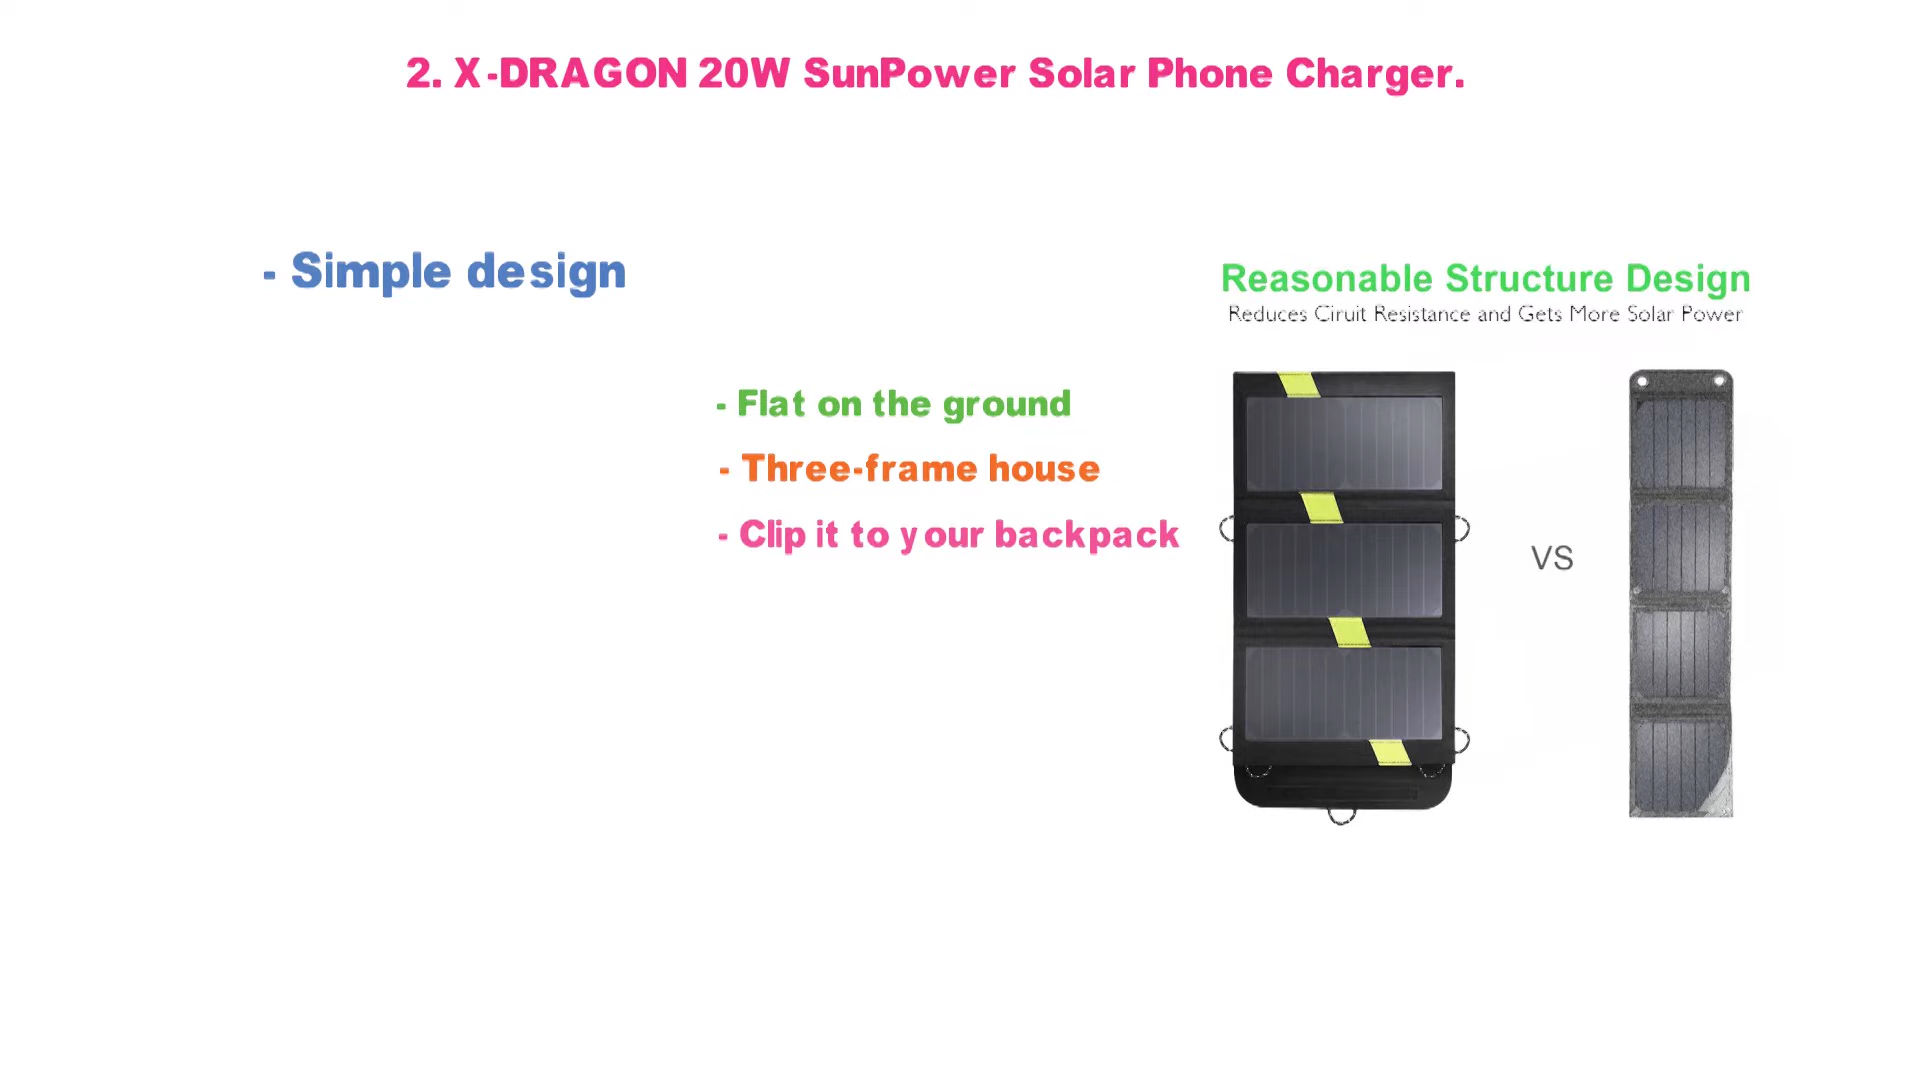 2. X-DRAGON 20W SunPower Solar Phone Charger.
- Simple design
- Flat on the ground
- Three-frame house
- Clip it to your backpack
Reasonable Structure Design
Reduces Ciruit Resistance and Gets More Solar Power
VS